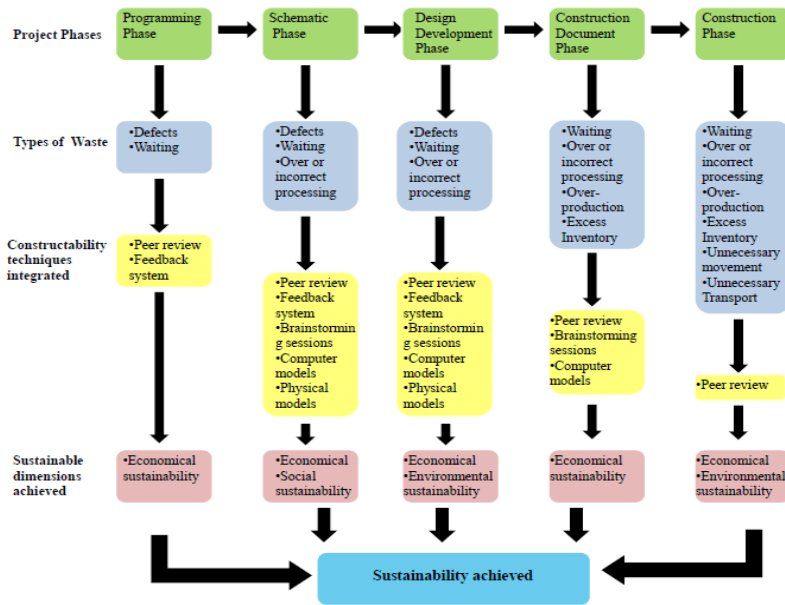 Project Phases
Programming
Phase
Schematic
Phase
Design
Development
Phase
Construction
Document
Phase
Construction
Phase
Types of Waste
•Defects
•Waiting
•Defects
•Waiting
•Over or
incorrect
processing
•Defects
•Waiting
•Over or
incorrect
processing
•Waiting
•Over or
incorrect
processing
•Over-
production
•Excess
Inventory
•Waiting
•Over or
incorrect
processing
•Over-
production
•Excess
Inventory
•Unnecessary
movement
•Unnecessary
Transport
Constructability
techniques
integrated
•Peer review
•Feedback
system
•Peer review
•Feedback
system
•Brainstormin
g sessions
•Computer
models
•Physical
models
•Peer review
•Feedback
system
•Brainstormin
g sessions
•Computer
models
•Physical
models
•Peer review
•Brainstorming
sessions
•Computer
models
•Peer review
Sustainable
dimensions
achieved
•Economical
sustainability
•Economical
•Social
sustainability
•Economical
•Environmental
sustainability
•Economical
sustainability
•Economical
•Environmental
sustainability
Sustainability achieved